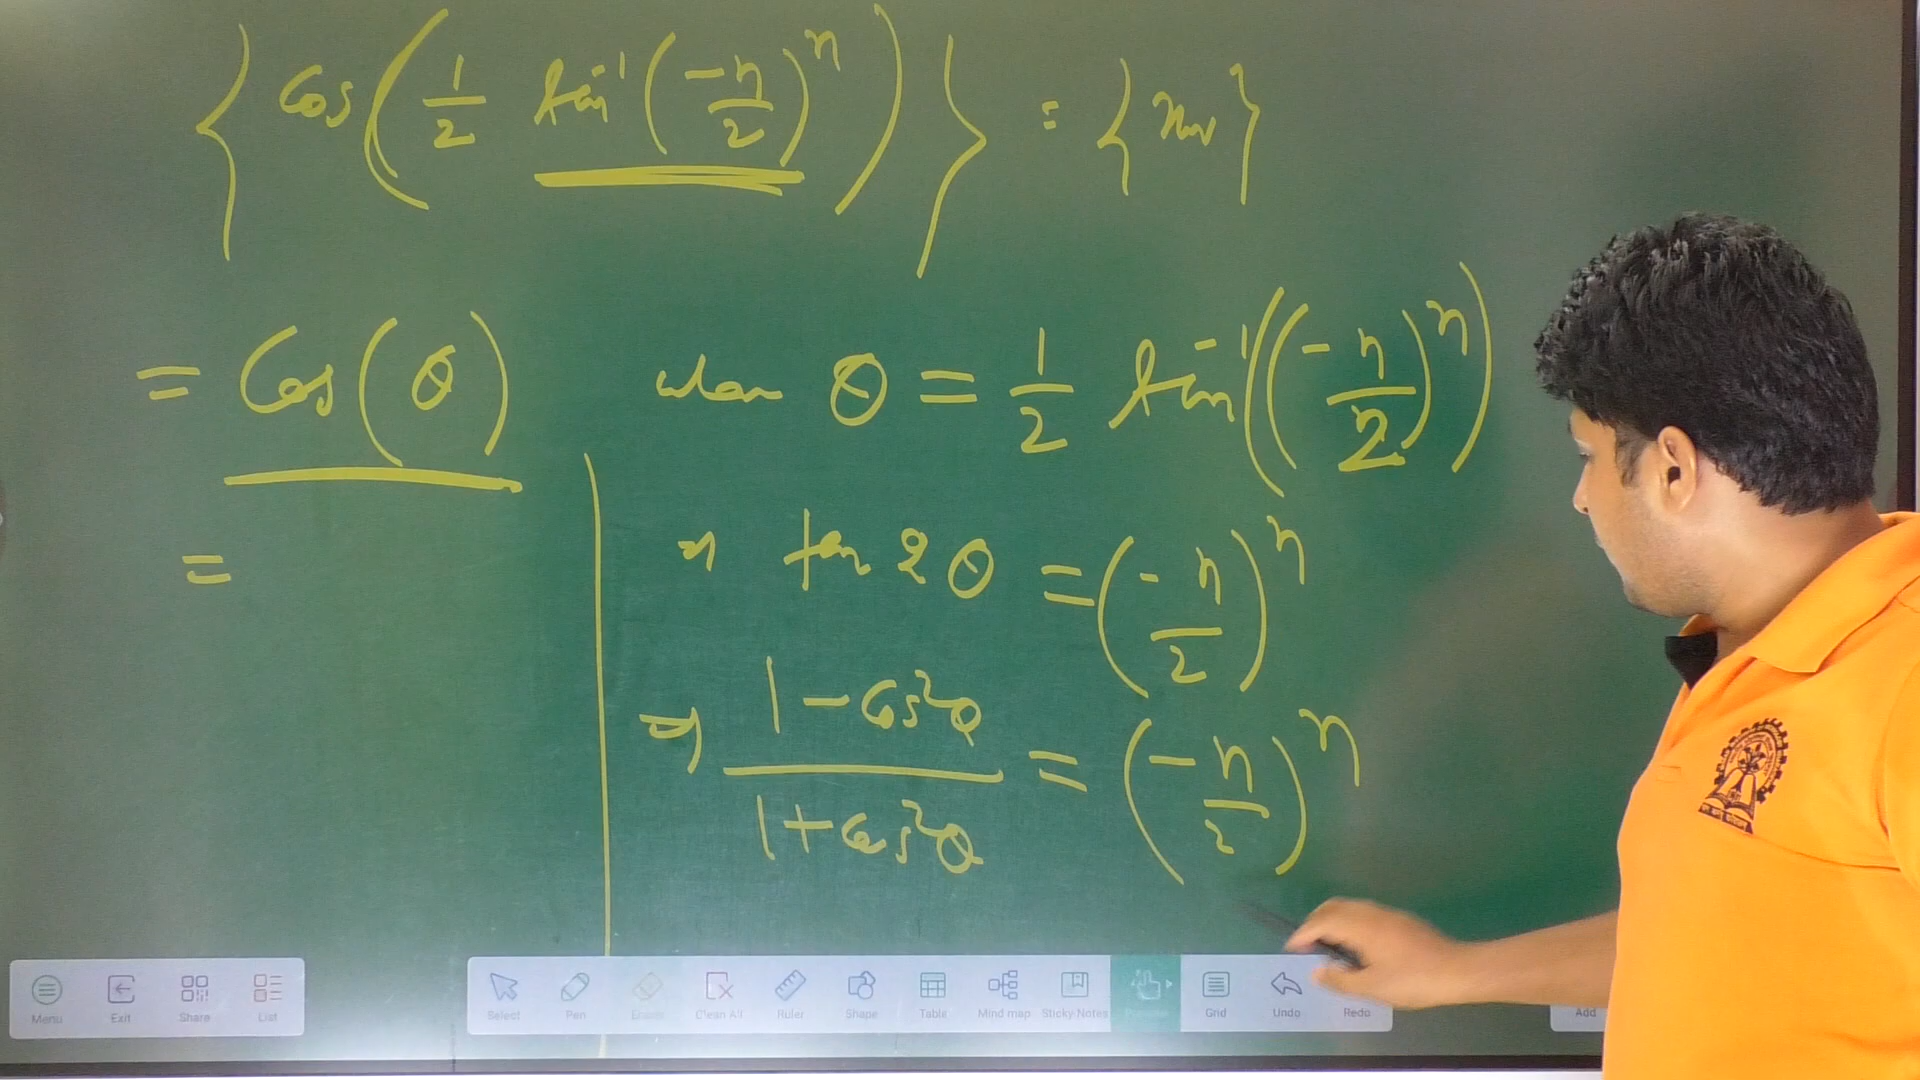 { Cos ( 1/2 tan⁻¹ ( -n/2 )ⁿ ) } = { xₙ }
= Cos ( θ ) when θ = 1/2 tan⁻¹ ( ( -n/2 )ⁿ )
=
⇒ tan 2θ = ( -n/2 )ⁿ
⇒ 1 - Cos²θ / 1 + Cos²θ = ( -n/2 )ⁿ
Menu Exit Share List Select Pen Clean All Ruler Shape Table Mind map Sticky Notes Grid Undo Redo Add